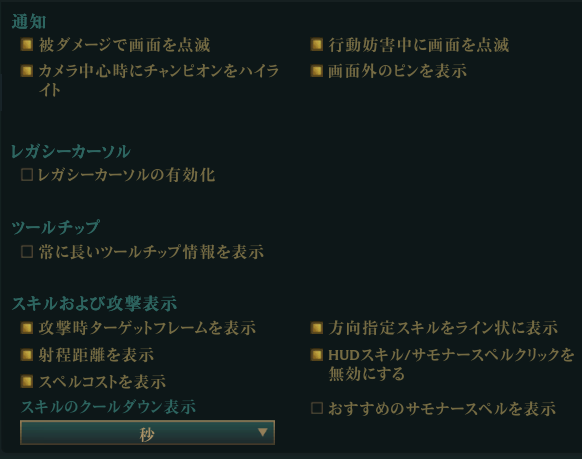 通知
被ダメージで画面を点滅
行動妨害中に画面を点滅
カメラ中心時にチャンピオンをハイラ
イト
画面外のピンを表示
レガシーカーソル
レガシーカーソルの有効化
ツールチップ
常に長いツールチップ情報を表示
スキルおよび攻撃表示
攻撃時ターゲットフレームを表示
方向指定スキルをライン状に表示
射程距離を表示
HUDスキル/サモナースペルクリックを
無効にする
スペルコストを表示
スキルのクールダウン表示
おすすめのサモナースペルを表示
秒